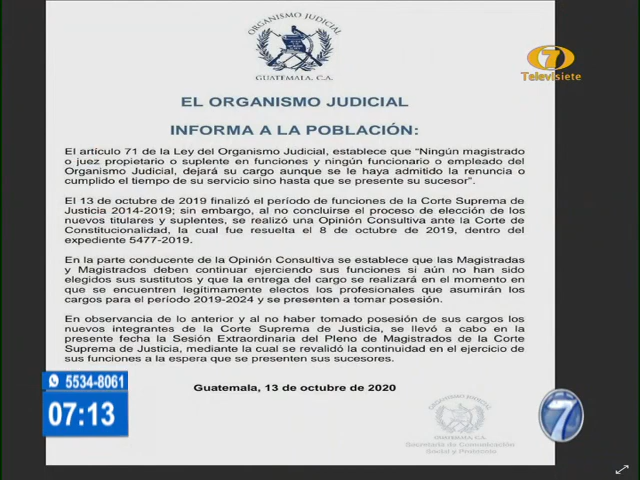 ORGANISMO JUDICIAL
GUATEMALA, C.A.
7
Televisiete
EL ORGANISMO JUDICIAL
INFORMA A LA POBLACIÓN:
El artículo 71 de la Ley del Organismo Judicial, establece que “Ningún magistrado
o juez propietario o suplente en funciones y ningún funcionario o empleado del
Organismo Judicial, dejará su cargo aunque se le haya admitido la renuncia o
cumplido el tiempo de su servicio sino hasta que se presente su sucesor”.
El 13 de octubre de 2019 finalizó el período de funciones de la Corte Suprema de
Justicia 2014-2019; sin embargo, al no concluirse el proceso de elección de los
nuevos titulares y suplentes, se realizó una Opinión Consultiva ante la Corte de
Constitucionalidad, la cual fue resuelta el 8 de octubre de 2019, dentro del
expediente 5477-2019.
En la parte conducente de la Opinión Consultiva se establece que las Magistradas
y Magistrados deben continuar ejerciendo sus funciones si aún no han sido
elegidos sus sustitutos y que la entrega del cargo se realizará en el momento en
que se encuentren legítimamente electos los profesionales que asumirán los
cargos para el período 2019-2024 y se presenten a tomar posesión.
En observancia de lo anterior y al no haber tomado posesión de sus cargos los
nuevos integrantes de la Corte Suprema de Justicia, se llevó a cabo en la
presente fecha la Sesión Extraordinaria del Pleno de Magistrados de la Corte
Suprema de Justicia, mediante la cual se revalidó la continuidad en el ejercicio de
sus funciones a la espera que se presenten sus sucesores.
Guatemala, 13 de octubre de 2020
5534-8061
07:13
7
ORGANISMO JUDICIAL
GUATEMALA, C.A.
Secretaría de Comunicación
Social y Protocolo